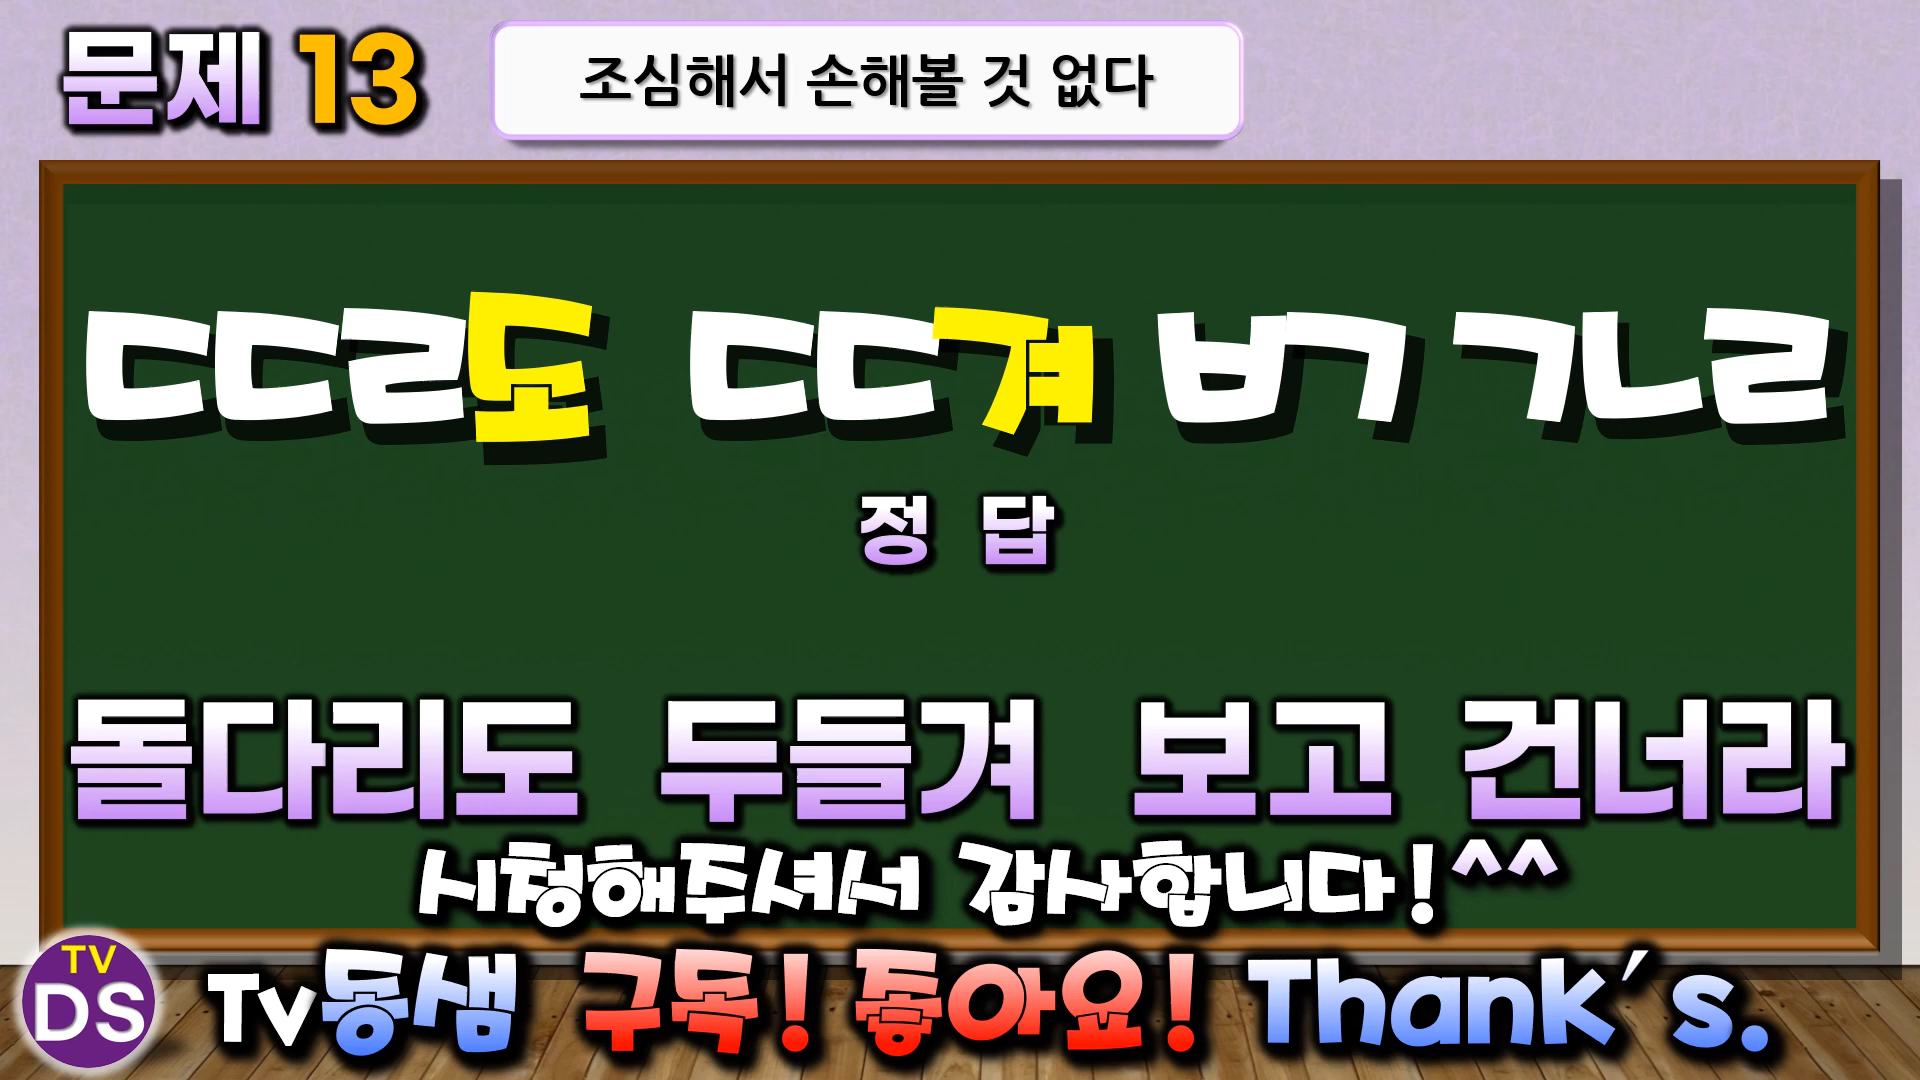 문제 13
조심해서 손해볼 것 없다
ㄷㄷㄹ도 ㄷㄷ겨 ㅂㄱ ㄱㄴㄹ
정 답
돌다리도 두들겨 보고 건너라
시청해주셔서 감사합니다!^^
TV
DS
Tv동샘 구독! 좋아요! Thank's.